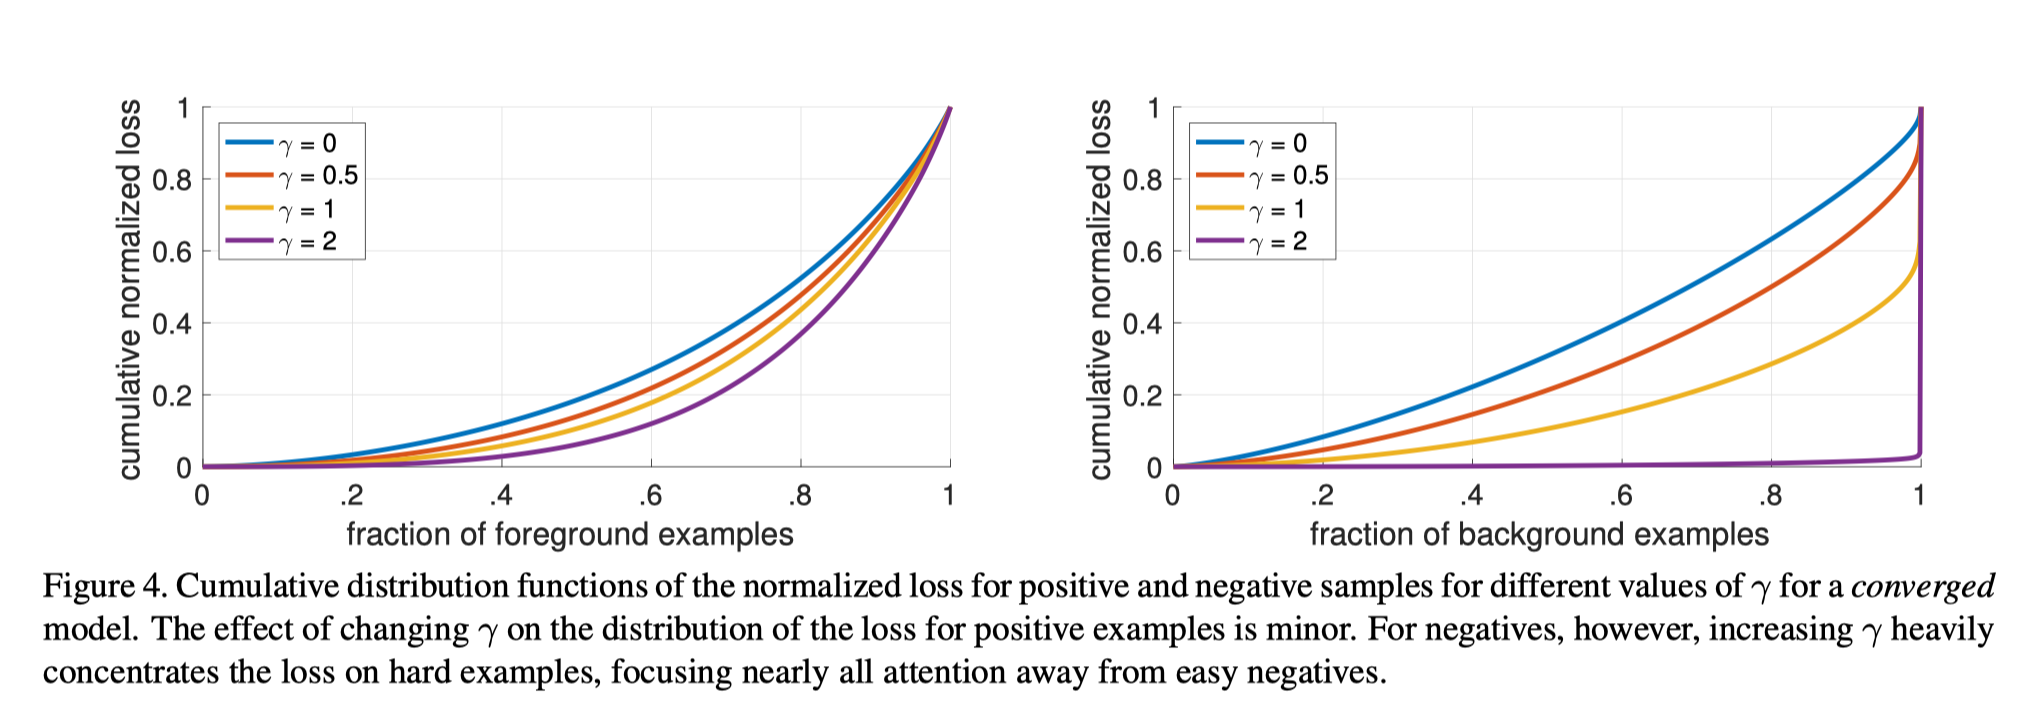 cumulative normalized loss
1
0.8
0.6
0.4
0.2
0
γ = 0
γ = 0.5
γ = 1
γ = 2
0 .2 .4 .6 .8 1
fraction of foreground examples
cumulative normalized loss
1
0.8
0.6
0.4
0.2
0
γ = 0
γ = 0.5
γ = 1
γ = 2
0 .2 .4 .6 .8 1
fraction of background examples
Figure 4. Cumulative distribution functions of the normalized loss for positive and negative samples for different values of γ for a converged
model. The effect of changing γ on the distribution of the loss for positive examples is minor. For negatives, however, increasing γ heavily
concentrates the loss on hard examples, focusing nearly all attention away from easy negatives.